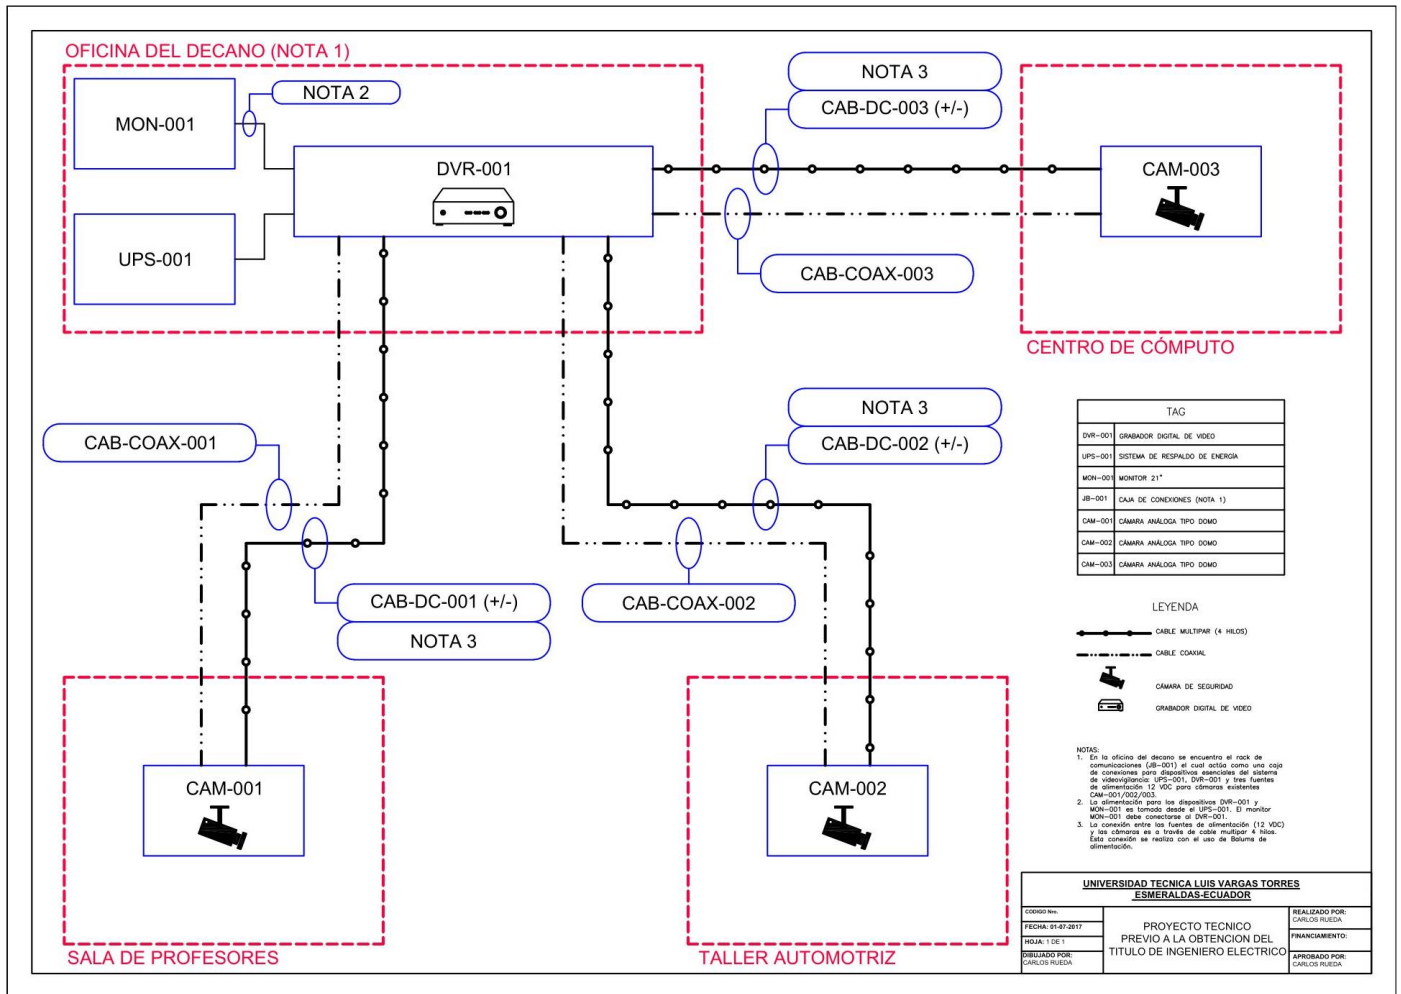 OFICINA DEL DECANO (NOTA 1)
MON-001
NOTA 2
UPS-001
DVR-001
NOTA 3
CAB-DC-003 (+/-)
CAB-COAX-003
CAM-003
CENTRO DE CÓMPUTO
CAB-COAX-001
CAB-DC-001 (+/-)
NOTA 3
NOTA 3
CAB-DC-002 (+/-)
CAB-COAX-002
CAM-001
SALA DE PROFESORES
CAM-002
TALLER AUTOMOTRIZ
TAG
DVR-001 GRABADOR DIGITAL DE VIDEO
UPS-001 SISTEMA DE RESPALDO DE ENERGÍA
MON-001 MONITOR 21"
JB-001 CAJA DE CONEXIONES (NOTA 1)
CAM-001 CÁMARA ANÁLOGA TIPO DOMO
CAM-002 CÁMARA ANÁLOGA TIPO DOMO
CAM-003 CÁMARA ANÁLOGA TIPO DOMO
LEYENDA
CABLE MULTIPAR (4 HILOS)
CABLE COAXIAL
CÁMARA DE SEGURIDAD
GRABADOR DIGITAL DE VIDEO
NOTAS:
1. En la oficina del decano se encuentra el rack de
comunicaciones (JB-001) el cual actúa como una caja
de conexiones para dispositivos esenciales del sistema
de videovigilancia: UPS-001, DVR-001 y tres fuentes
de alimentación 12 VDC para cámaras existentes
CAM-001/002/003.
2. La alimentación para los dispositivos DVR-001 y
MON-001 es tomada desde el UPS-001. El monitor
MON-001 debe conectarse al DVR-001.
3. La conexión entre las fuentes de alimentación (12 VDC)
y las cámaras es a través de cable multipar 4 hilos.
Esta conexión se realiza con el uso de Balums de
alimentación.
UNIVERSIDAD TECNICA LUIS VARGAS TORRES
ESMERALDAS-ECUADOR
CODIGO Nro.
FECHA: 01-07-2017
HOJA: 1 DE 1
DIBUJADO POR:
CARLOS RUEDA
PROYECTO TECNICO
PREVIO A LA OBTENCION DEL
TITULO DE INGENIERO ELECTRICO
REALIZADO POR:
CARLOS RUEDA
FINANCIAMIENTO:
APROBADO POR:
CARLOS RUEDA